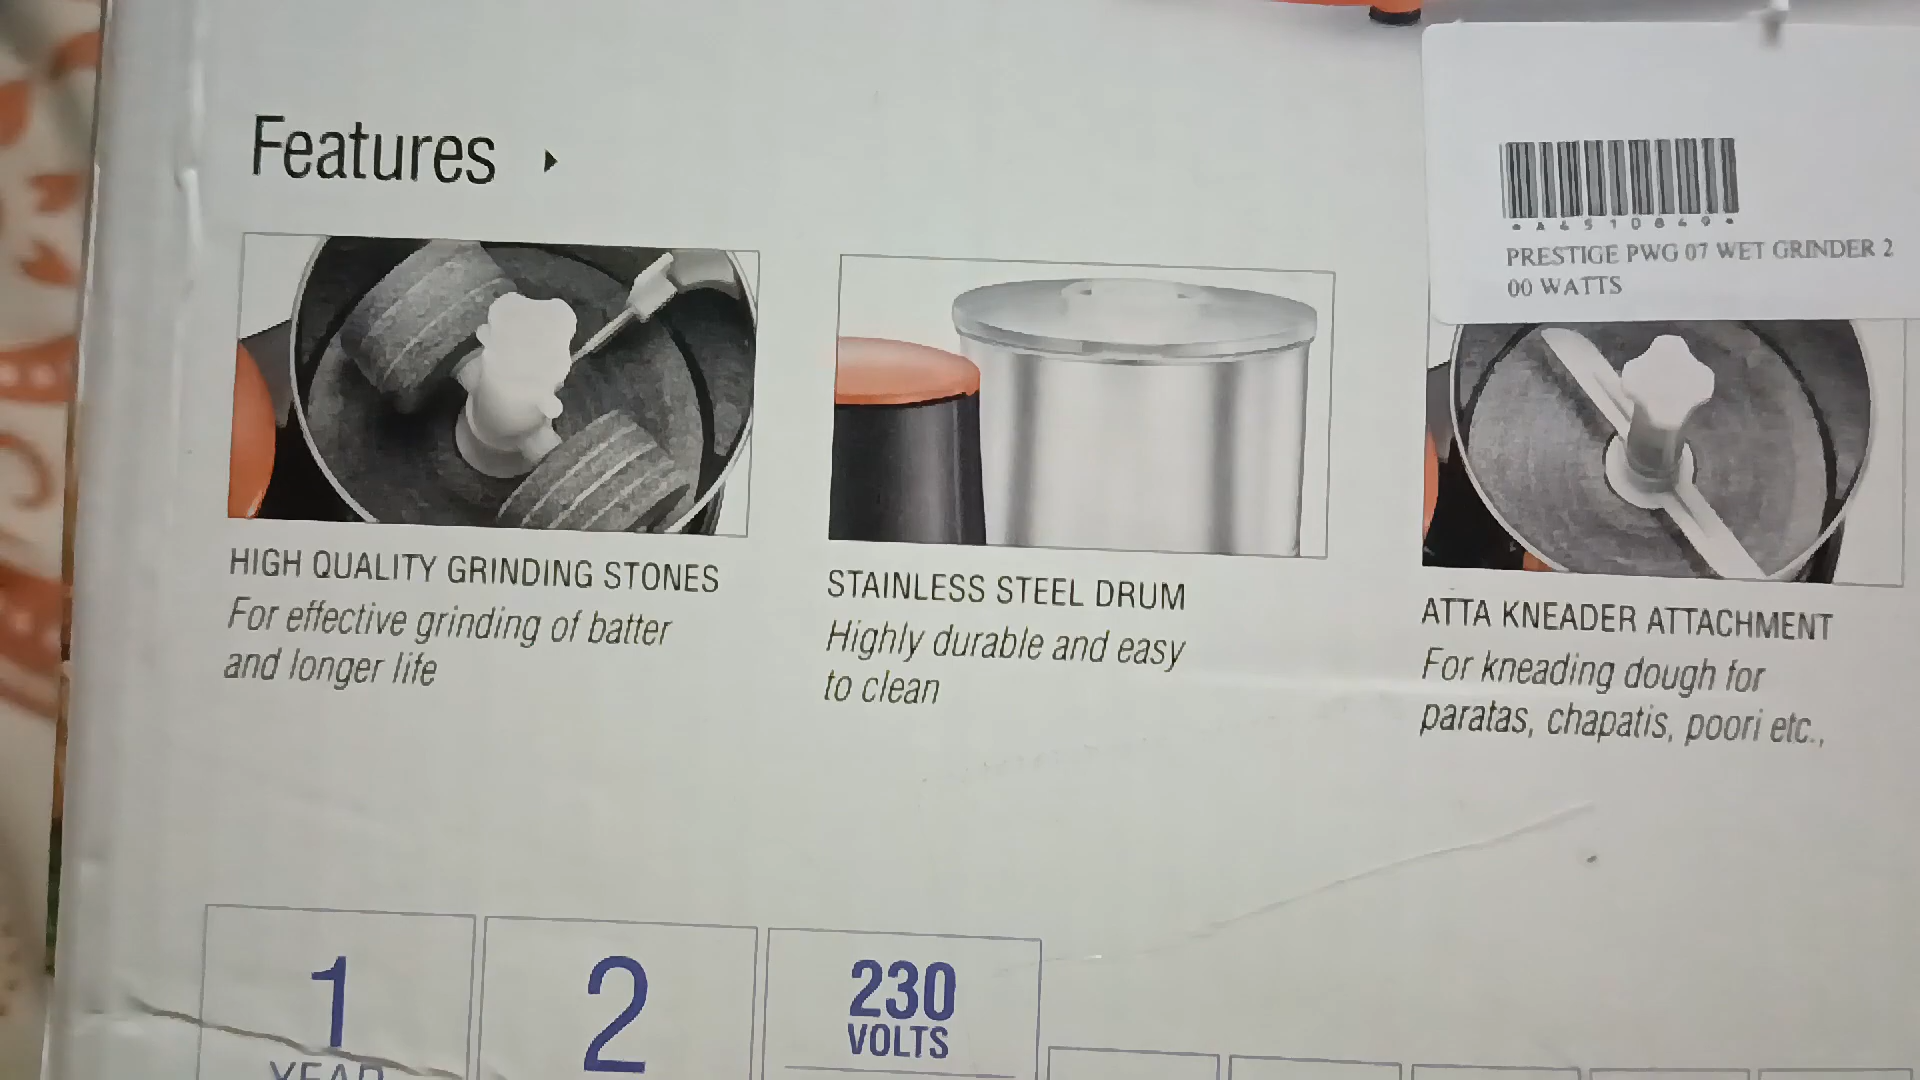 Features
*A4510849*
PRESTIGE PWG 07 WET GRINDER 2
00 WATTS
HIGH QUALITY GRINDING STONES
For effective grinding of batter
and longer life
STAINLESS STEEL DRUM
Highly durable and easy
to clean
ATTA KNEADER ATTACHMENT
For kneading dough for
paratas, chapatis, poori etc.,
1
YEAR
2
230
VOLTS